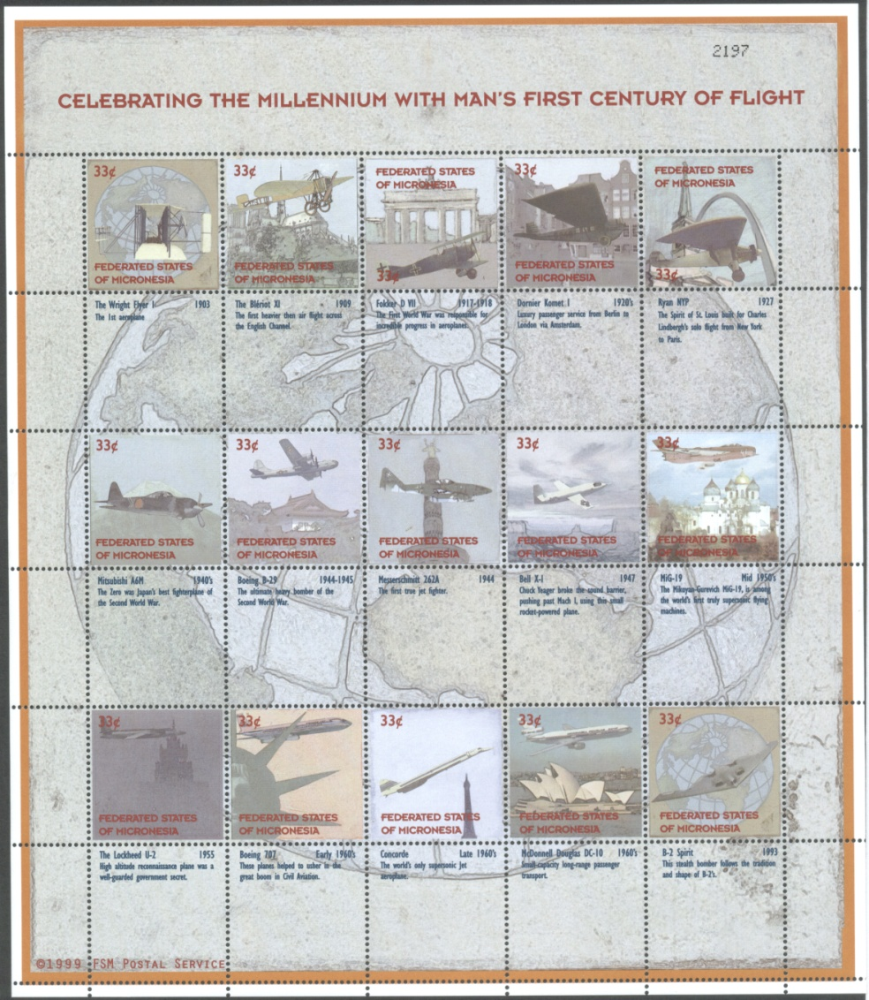 2197
CELEBRATING THE MILLENNIUM WITH MAN'S FIRST CENTURY OF FLIGHT
33¢
FEDERATED STATES
OF MICRONESIA
33¢
FEDERATED STATES
OF MICRONESIA
FEDERATED STATES
OF MICRONESIA
33¢
33¢
FEDERATED STATES
OF MICRONESIA
FEDERATED STATES
OF MICRONESIA
33¢
The Wright Flyer I 1903
The 1st aeroplane
The Blériot XI 1909
The first heavier then air flight across
the English Channel.
Fokker D VII 1917-1918
The First World War was responsible for
incredible progress in aeroplanes.
Dornier Komet I 1920's
Luxury passenger service from Berlin to
London via Amsterdam.
Ryan NYP 1927
The Spirit of St. Louis built for Charles
Lindbergh's solo flight from New York
to Paris.
33¢
FEDERATED STATES
OF MICRONESIA
33¢
FEDERATED STATES
OF MICRONESIA
33¢
FEDERATED STATES
OF MICRONESIA
33¢
FEDERATED STATES
OF MICRONESIA
33¢
FEDERATED STATES
OF MICRONESIA
Mitsubishi A6M 1940's
The Zero was Japan's best fighterplane of
the Second World War.
Boeing B-29 1944-1945
The ultimate heavy bomber of the
Second World War.
Messerschmitt 262A 1944
The first true jet fighter.
Bell X-I 1947
Chuck Yeager broke the sound barrier,
pushing past Mach I, using this small
rocket-powered plane.
MiG-19 Mid 1950's
The Mikoyan-Gurevich MiG-19, is among
the world's first truly supersonic flying
machines.
33¢
FEDERATED STATES
OF MICRONESIA
33¢
FEDERATED STATES
OF MICRONESIA
33¢
FEDERATED STATES
OF MICRONESIA
33¢
FEDERATED STATES
OF MICRONESIA
33¢
FEDERATED STATES
OF MICRONESIA
The Lockheed U-2 1955
High altitude reconnaissance plane was a
well-guarded government secret.
Boeing 707 Early 1960's
These planes helped to usher in the
great boom in Civil Aviation.
Concorde Late 1960's
The world's only supersonic Jet
aeroplane.
McDonnell Douglas DC-10 1960's
Small-capacity long-range passenger
transport.
B-2 Spirit 1993
This stealth bomber follows the tradition
and shape of B-2's.
©1999 FSM POSTAL SERVICE